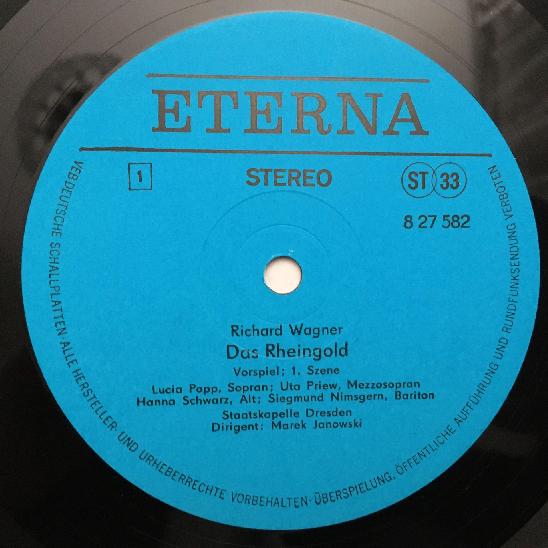 ETERNA
1
STEREO
ST 33
8 27 582
Richard Wagner
Das Rheingold
Vorspiel; 1. Szene
Lucia Popp, Sopran; Uta Priew, Mezzosopran
Hanna Schwarz, Alt; Siegmund Nimsgern, Bariton
Staatskapelle Dresden
Dirigent: Marek Janowski
VEB DEUTSCHE SCHALLPLATTEN·ALLE HERSTELLER- UND URHEBERRECHTE VORBEHALTEN·ÜBERSPIELUNG, ÖFFENTLICHE AUFFÜHRUNG UND RUNDFUNKSENDUNG VERBOTEN